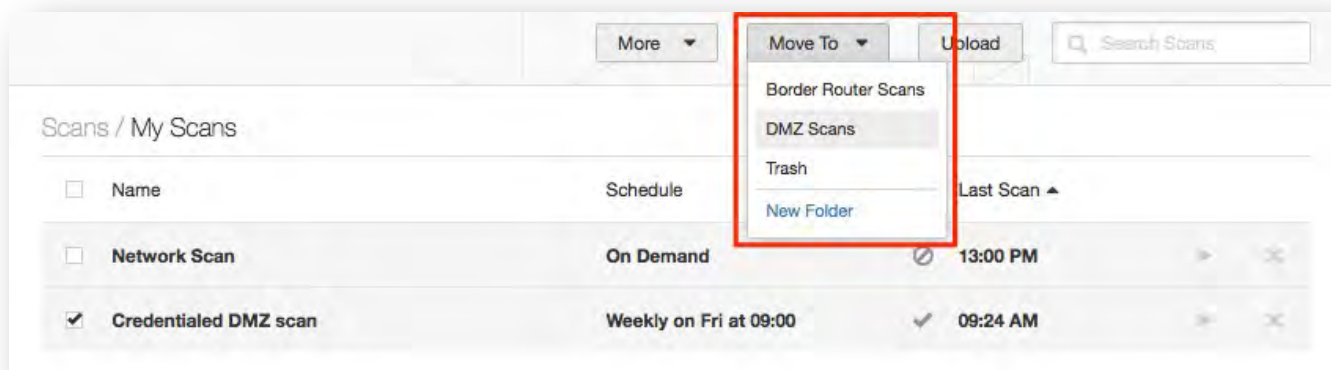 More Move To Upload Search Scans
Border Router Scans
Scans / My Scans
DMZ Scans
Trash
Name Schedule Last Scan
New Folder
Network Scan On Demand 13:00 PM
Credentialed DMZ scan Weekly on Fri at 09:00 09:24 AM